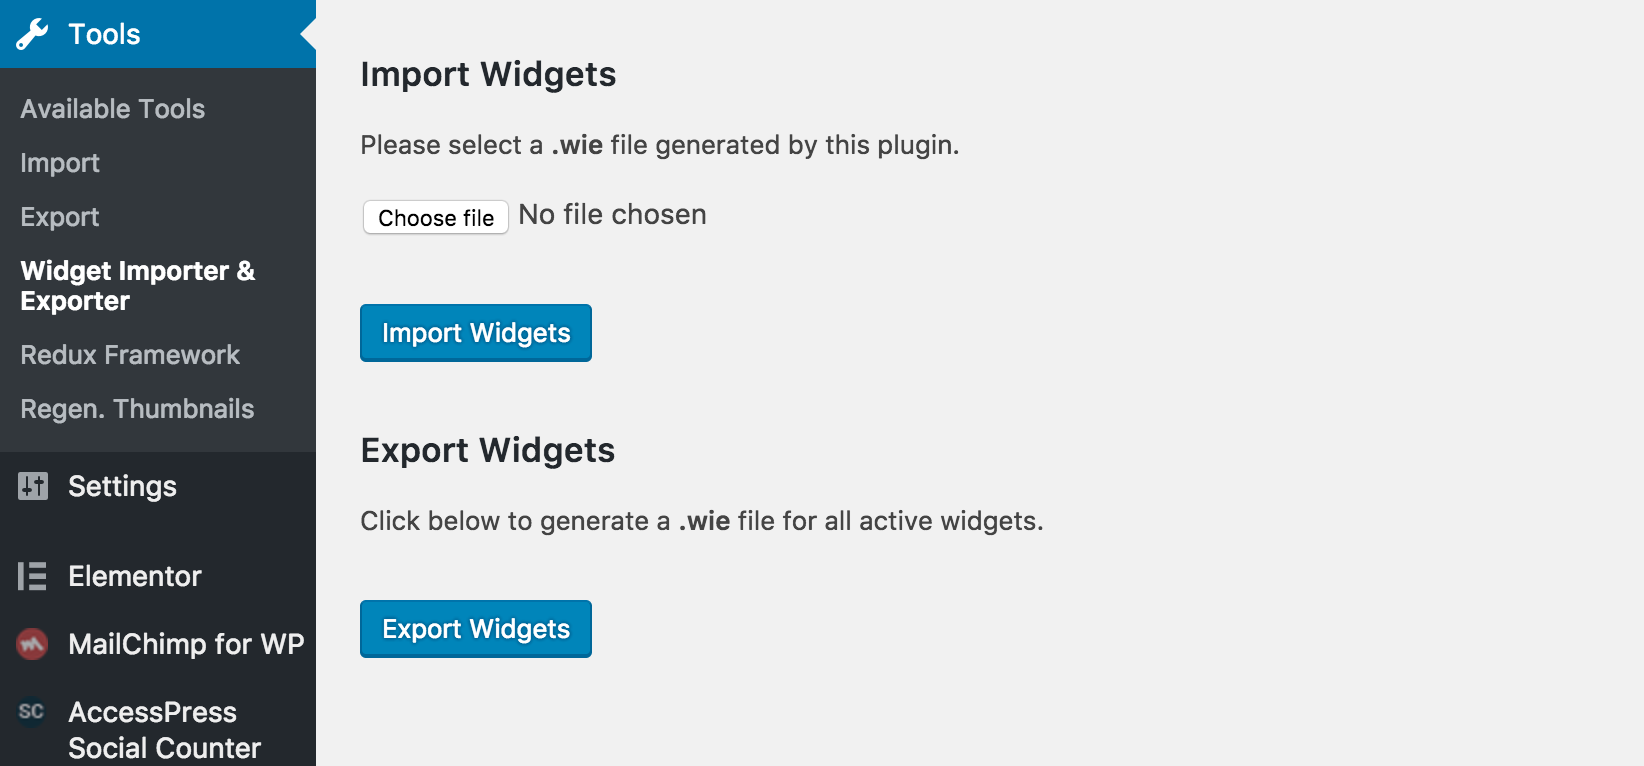 Tools
Available Tools
Import
Export
Widget Importer &
Exporter
Redux Framework
Regen. Thumbnails
Settings
Elementor
MailChimp for WP
SC
AccessPress
Social Counter
Import Widgets
Please select a .wie file generated by this plugin.
Choose file No file chosen
Import Widgets
Export Widgets
Click below to generate a .wie file for all active widgets.
Export Widgets